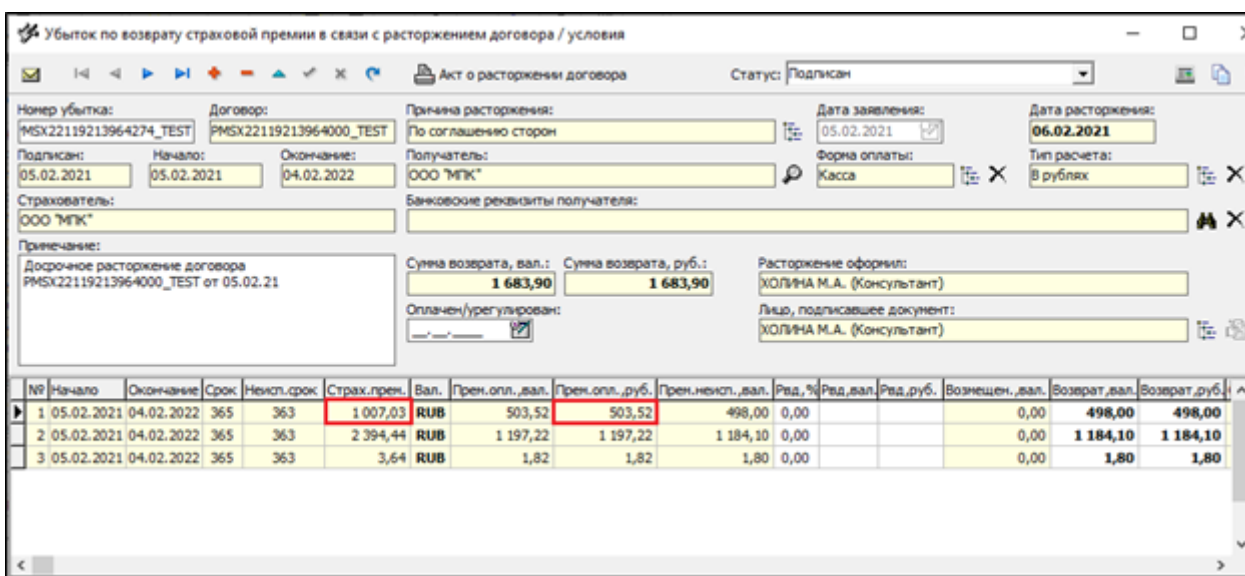 Убыток по возврату страховой премии в связи с расторжением договора / условия
Акт о расторжении договора Статус: Подписан
Номер убытка: Договор: Причина расторжения: Дата заявления: Дата расторжения:
MSX22119213964274_TEST PMSX22119213964000_TEST По соглашению сторон 05.02.2021 06.02.2021
Подписан: Начало: Окончание: Получатель: Форма оплаты: Тип расчета:
05.02.2021 05.02.2021 04.02.2022 ООО "МПК" Касса В рублях
Страхователь: Банковские реквизиты получателя:
ООО "МПК"
Примечание:
Досрочное расторжение договора
PMSX22119213964000_TEST от 05.02.21
Сумма возврата, вал.: Сумма возврата, руб.: Расторжение оформил:
1 683,90 1 683,90 ХОЛИНА М.А. (Консультант)
Оплачен/урегулирован: Лицо, подписавшее документ:
__.__.____ ХОЛИНА М.А. (Консультант)
№ Начало Окончание Срок Неисп.срок Страх.прем. Вал. Прем.опл.,вал. Прем.опл.,руб. Прем.неисп.,вал. Рвд,% Рвд,вал. Рвд,руб. Возмещен.,вал. Возврат,вал. Возврат,руб.
1 05.02.2021 04.02.2022 365 363 1 007,03 RUB 503,52 503,52 498,00 0,00 0,00 498,00 498,00
2 05.02.2021 04.02.2022 365 363 2 394,44 RUB 1 197,22 1 197,22 1 184,10 0,00 0,00 1 184,10 1 184,10
3 05.02.2021 04.02.2022 365 363 3,64 RUB 1,82 1,82 1,80 0,00 0,00 1,80 1,80